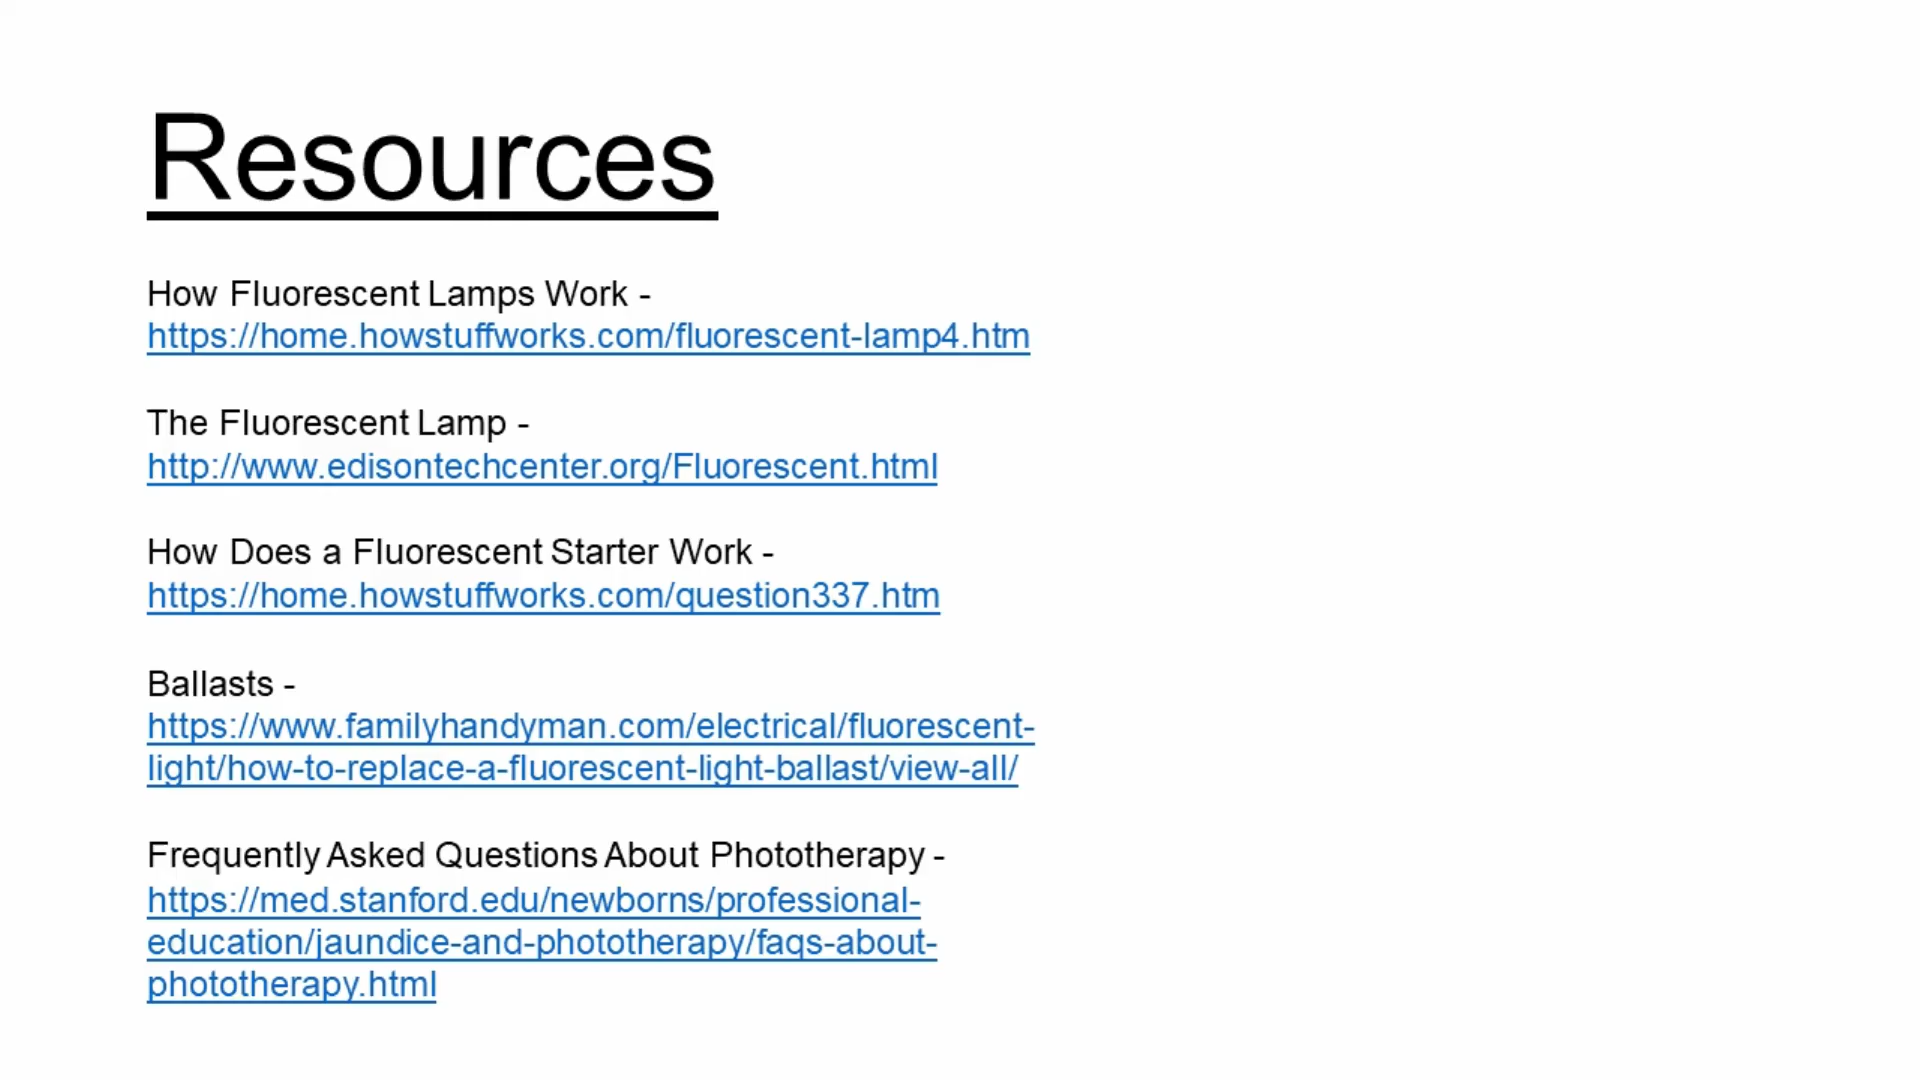 Resources
How Fluorescent Lamps Work -
https://home.howstuffworks.com/fluorescent-lamp4.htm
The Fluorescent Lamp -
http://www.edisontechcenter.org/Fluorescent.html
How Does a Fluorescent Starter Work -
https://home.howstuffworks.com/question337.htm
Ballasts -
https://www.familyhandyman.com/electrical/fluorescent-
light/how-to-replace-a-fluorescent-light-ballast/view-all/
Frequently Asked Questions About Phototherapy -
https://med.stanford.edu/newborns/professional-
education/jaundice-and-phototherapy/faqs-about-
phototherapy.html